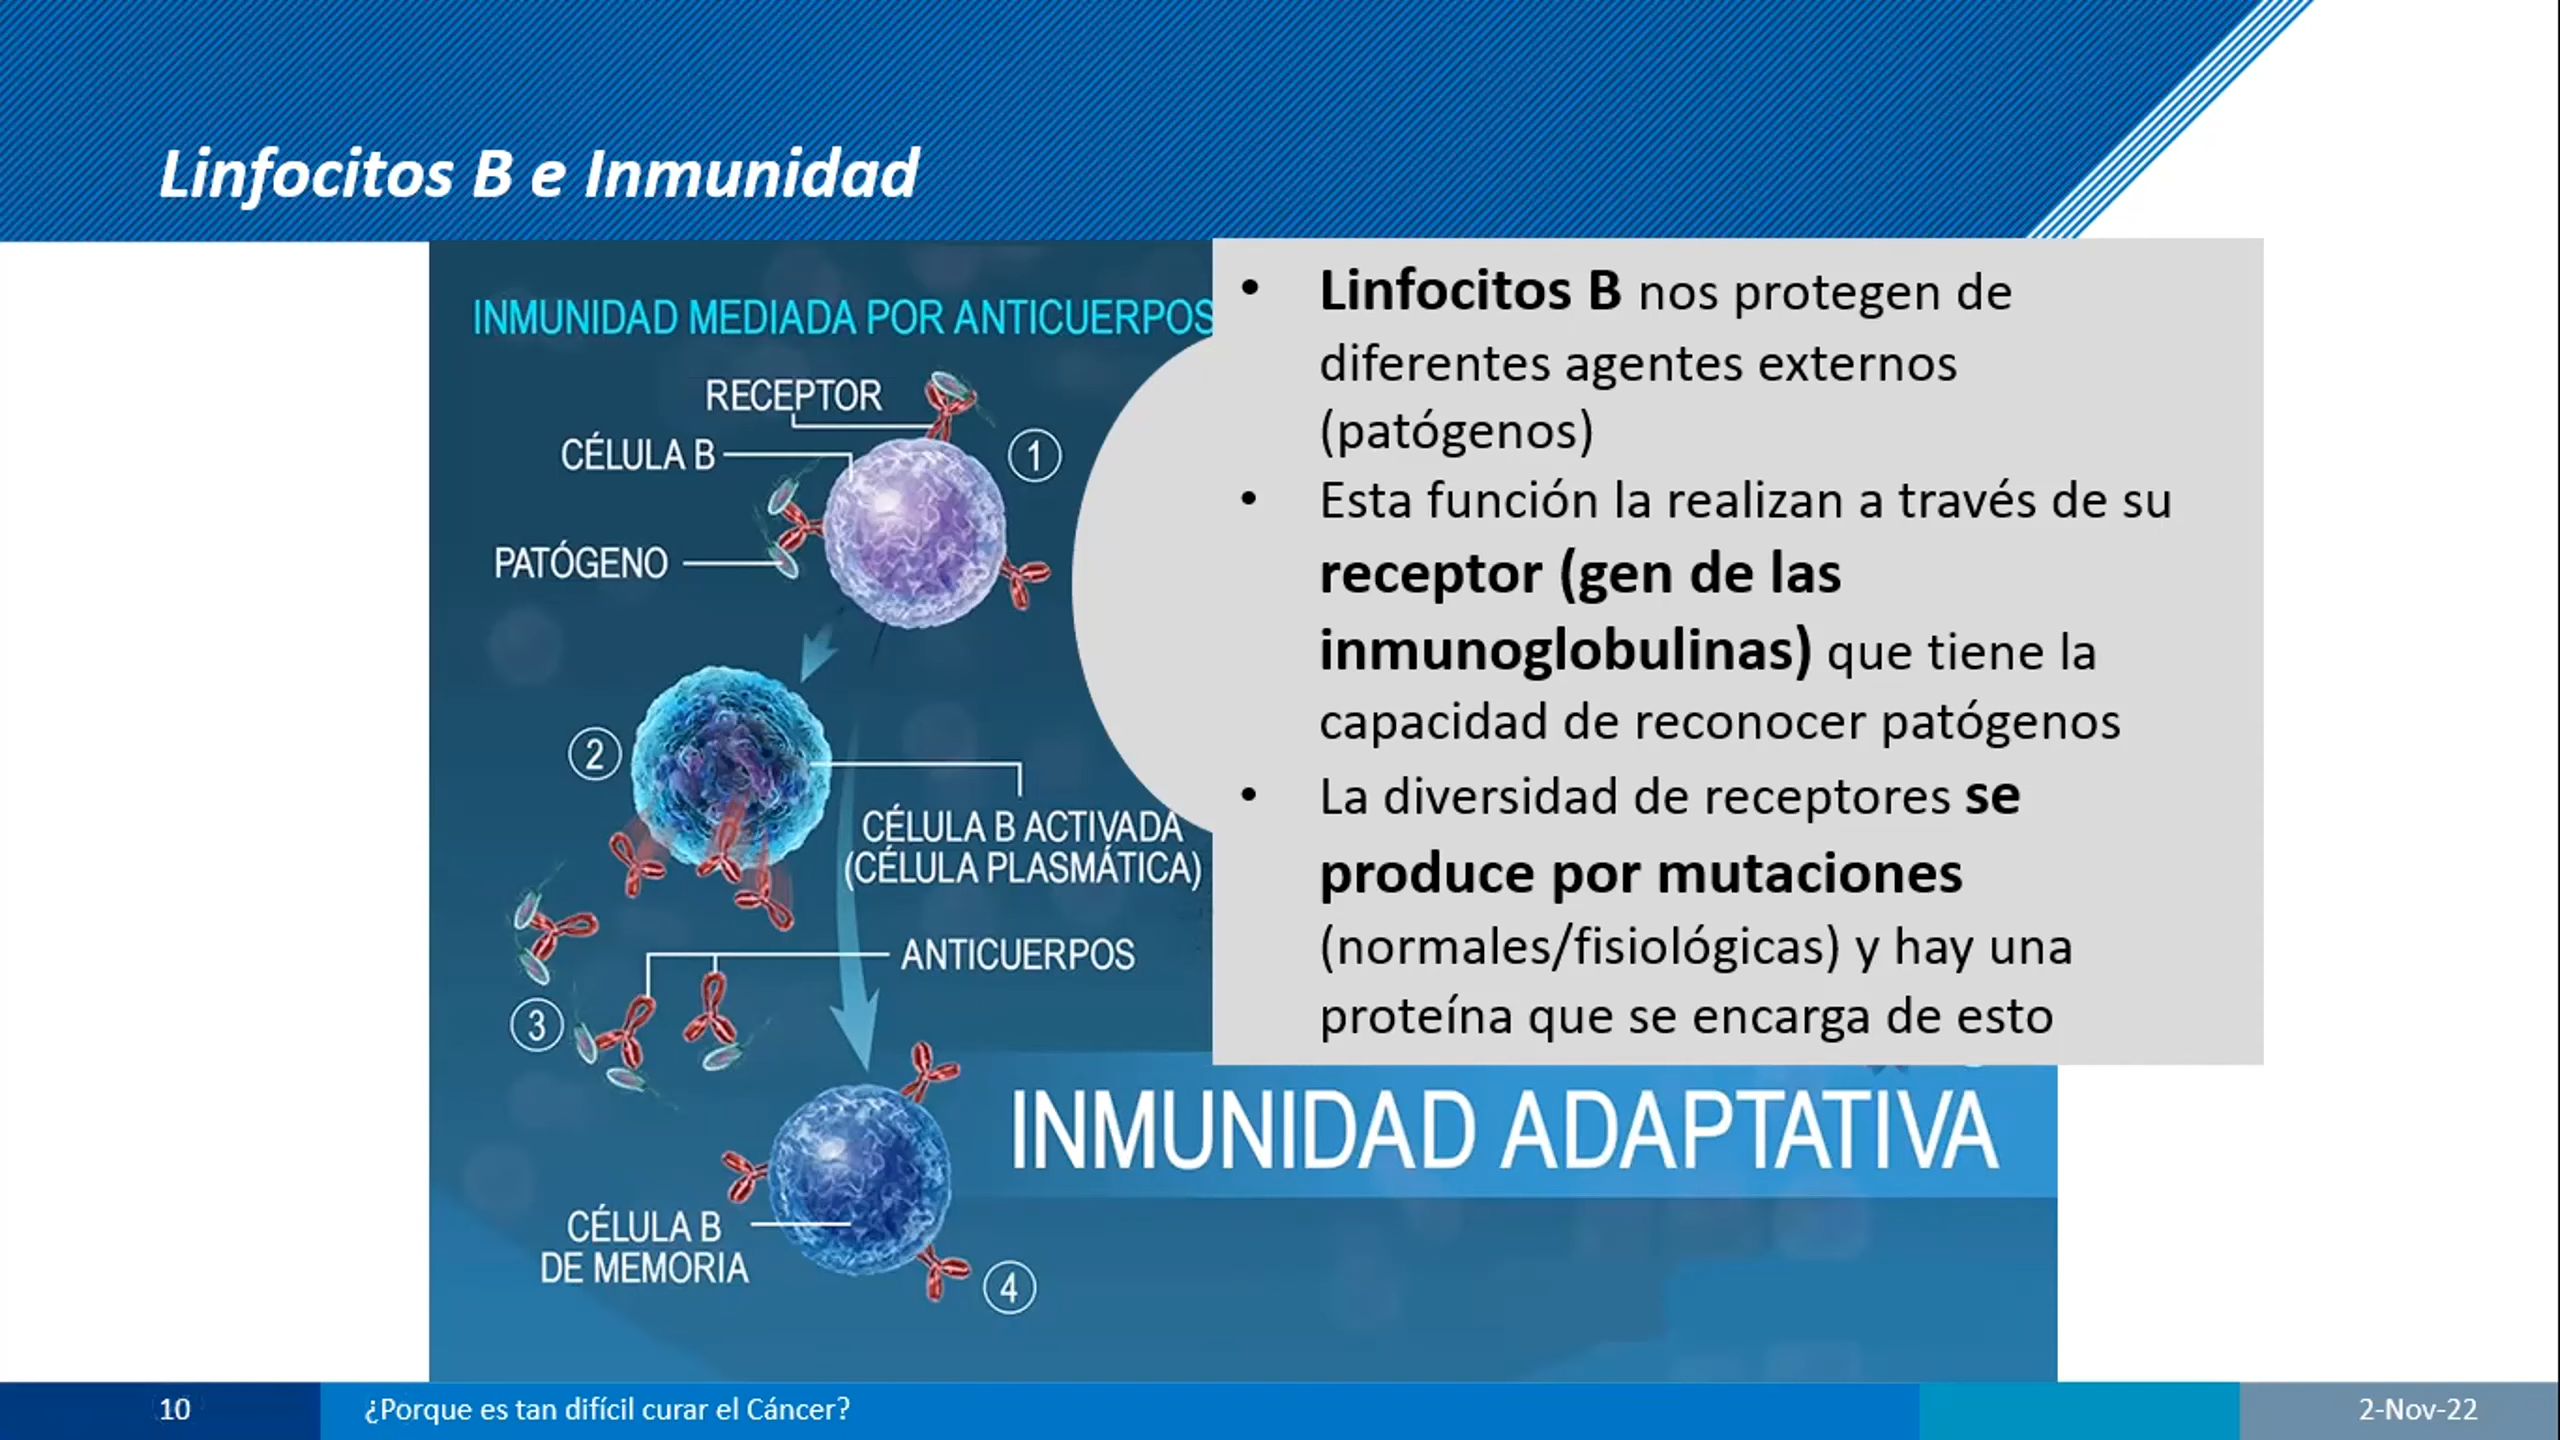 Linfocitos B e Inmunidad
INMUNIDAD MEDIADA POR ANTICUERPOS
RECEPTOR
CÉLULA B
PATÓGENO
1
2
CÉLULA B ACTIVADA
(CÉLULA PLASMÁTICA)
ANTICUERPOS
3
CÉLULA B
DE MEMORIA
4
• Linfocitos B nos protegen de
diferentes agentes externos
(patógenos)
• Esta función la realizan a través de su
receptor (gen de las
inmunoglobulinas) que tiene la
capacidad de reconocer patógenos
• La diversidad de receptores se
produce por mutaciones
(normales/fisiológicas) y hay una
proteína que se encarga de esto
INMUNIDAD ADAPTATIVA
10
¿Porque es tan difícil curar el Cáncer?
2-Nov-22